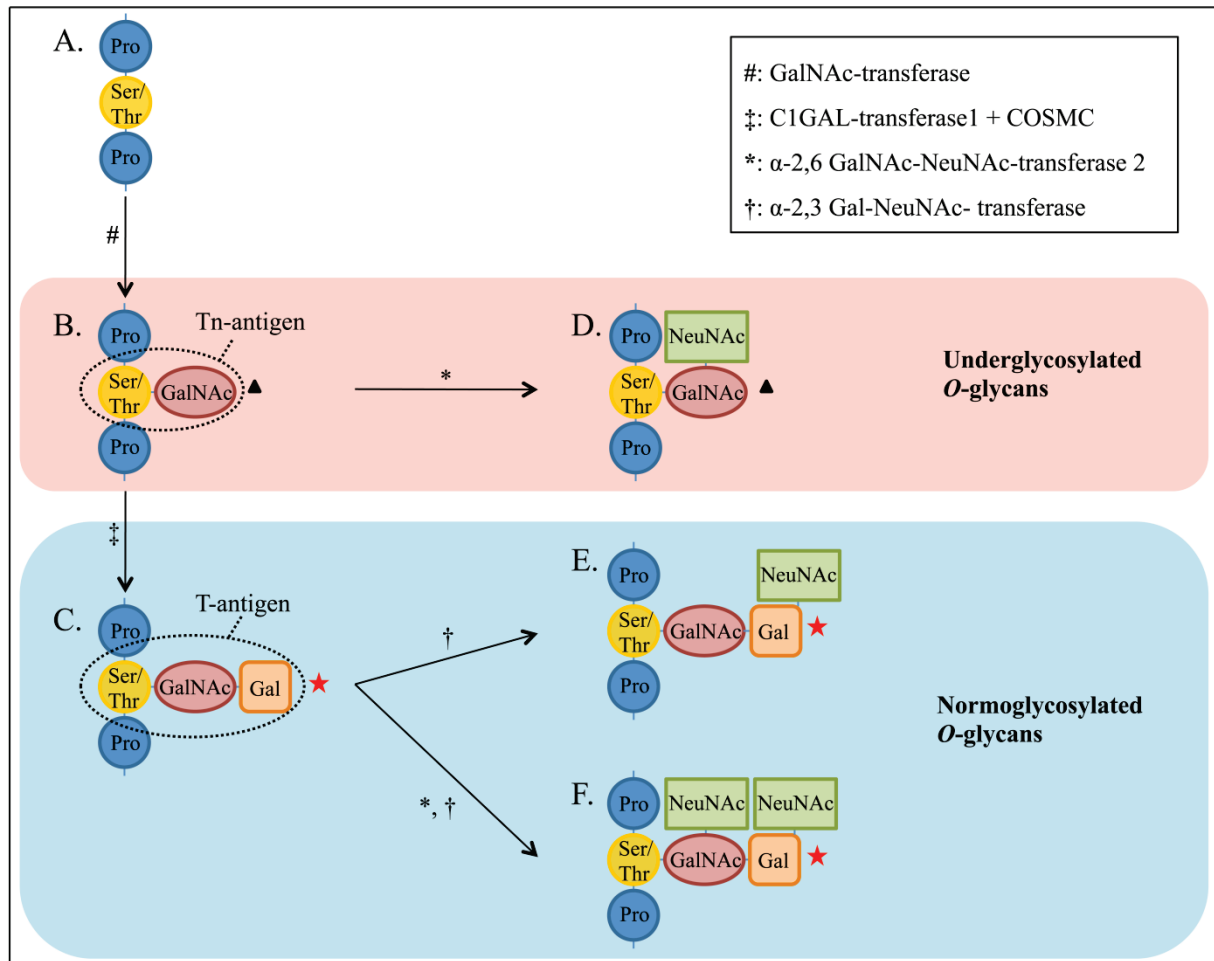 A.
Pro
Ser/
Thr
Pro
#: GalNAc-transferase
‡: C1GAL-transferase1 + COSMC
*: α-2,6 GalNAc-NeuNAc-transferase 2
†: α-2,3 Gal-NeuNAc- transferase
#
B.
Tn-antigen
Pro
Ser/
Thr
GalNAc
Pro
*
D.
Pro
NeuNAc
Ser/
Thr
GalNAc
Pro
Underglycosylated
O-glycans
‡
C.
T-antigen
Pro
Ser/
Thr
GalNAc
Gal
Pro
†
*, †
E.
Pro
NeuNAc
Ser/
Thr
GalNAc
Gal
Pro
Normoglycosylated
O-glycans
F.
Pro
NeuNAc
NeuNAc
Ser/
Thr
GalNAc
Gal
Pro